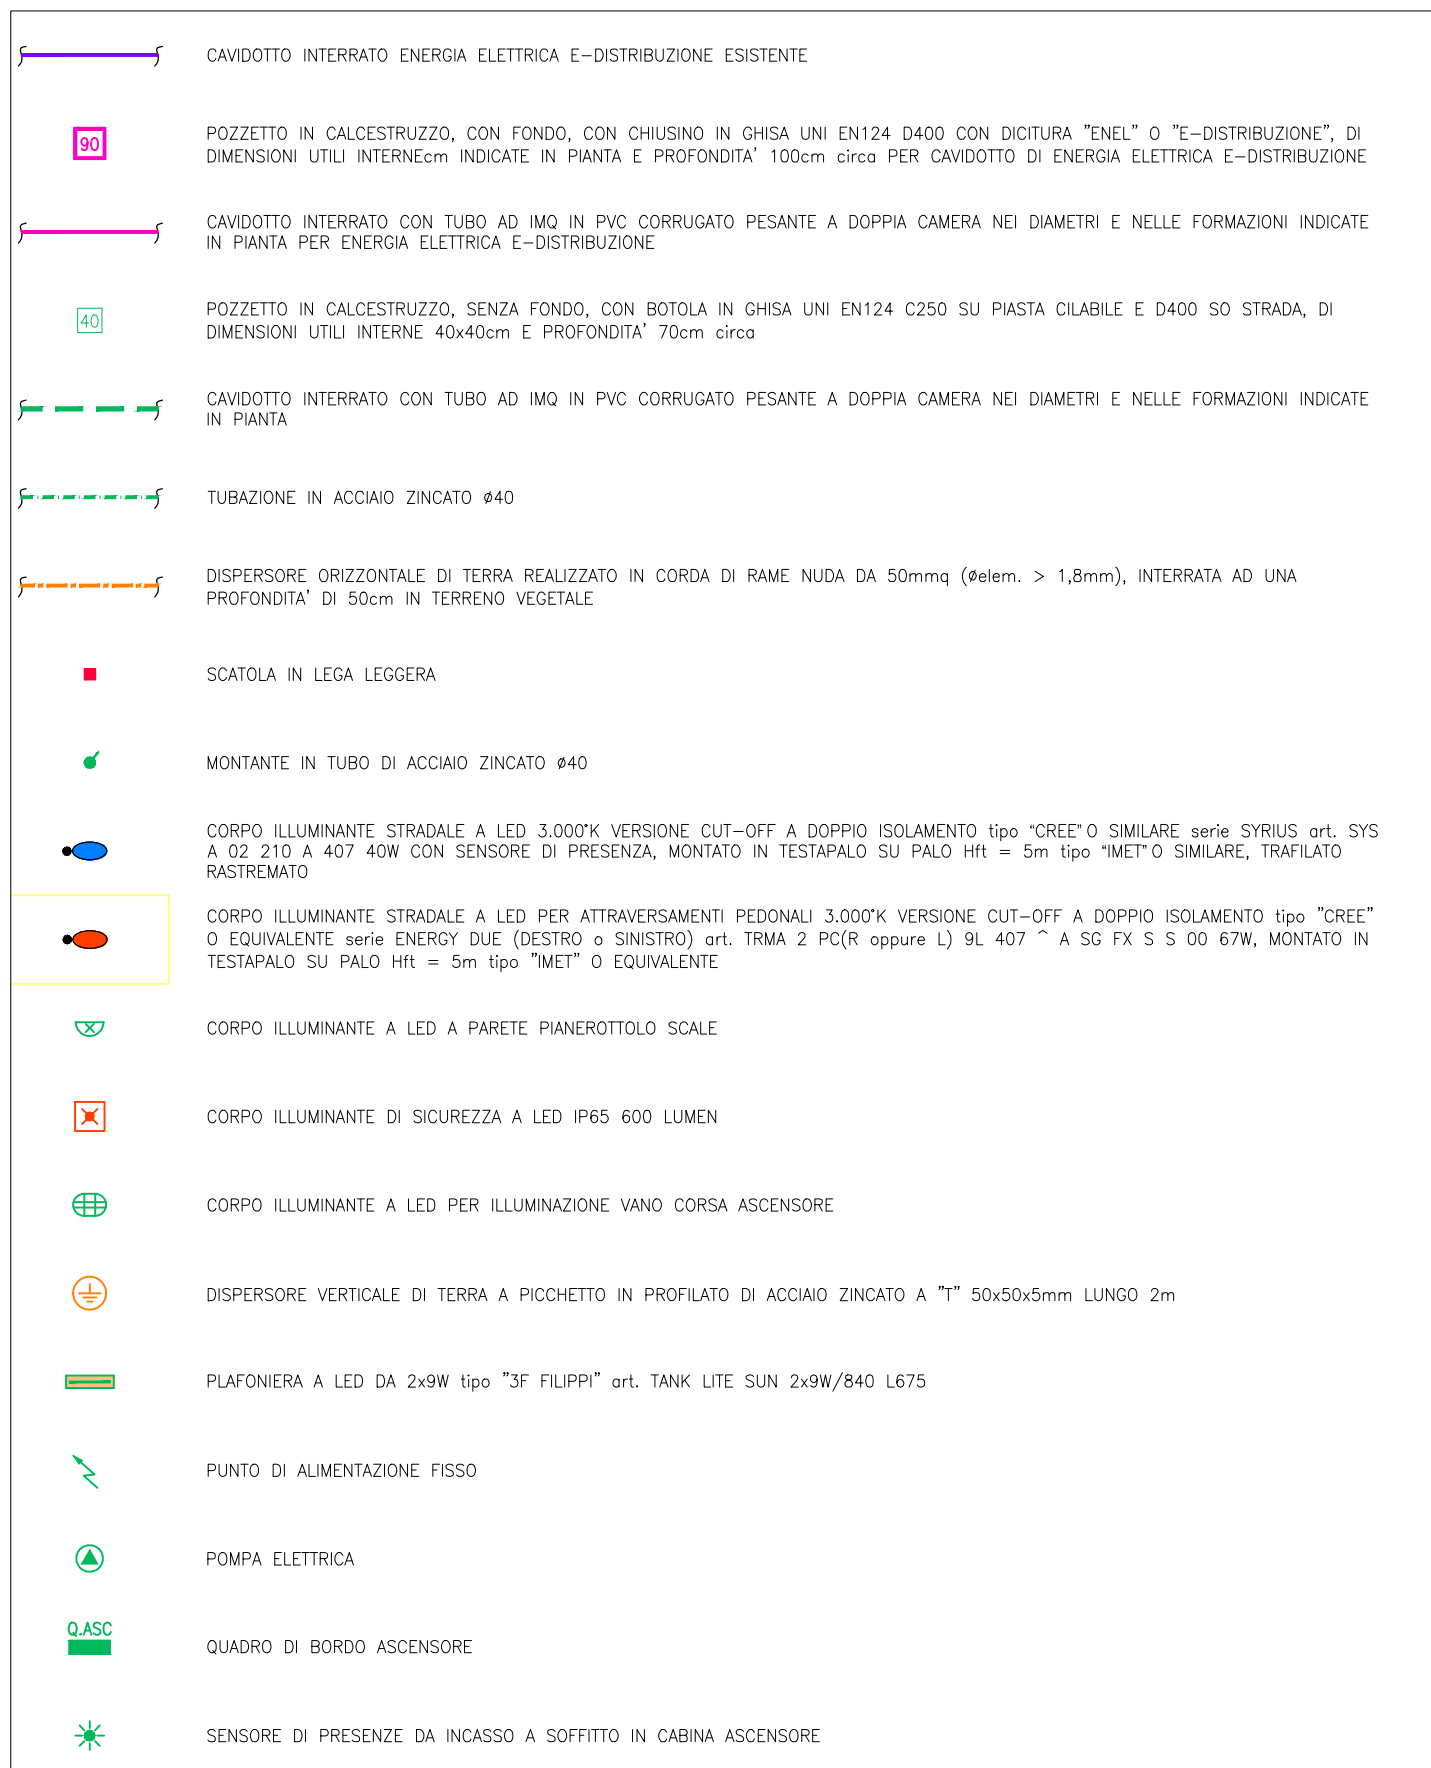 CAVIDOTTO INTERRATO ENERGIA ELETTRICA E-DISTRIBUZIONE ESISTENTE
90
POZZETTO IN CALCESTRUZZO, CON FONDO, CON CHIUSINO IN GHISA UNI EN124 D400 CON DICITURA "ENEL" O "E-DISTRIBUZIONE", DI
DIMENSIONI UTILI INTERNEcm INDICATE IN PIANTA E PROFONDITA' 100cm circa PER CAVIDOTTO DI ENERGIA ELETTRICA E-DISTRIBUZIONE
CAVIDOTTO INTERRATO CON TUBO AD IMQ IN PVC CORRUGATO PESANTE A DOPPIA CAMERA NEI DIAMETRI E NELLE FORMAZIONI INDICATE
IN PIANTA PER ENERGIA ELETTRICA E-DISTRIBUZIONE
40
POZZETTO IN CALCESTRUZZO, SENZA FONDO, CON BOTOLA IN GHISA UNI EN124 C250 SU PIASTA CILABILE E D400 SO STRADA, DI
DIMENSIONI UTILI INTERNE 40x40cm E PROFONDITA' 70cm circa
CAVIDOTTO INTERRATO CON TUBO AD IMQ IN PVC CORRUGATO PESANTE A DOPPIA CAMERA NEI DIAMETRI E NELLE FORMAZIONI INDICATE
IN PIANTA
TUBAZIONE IN ACCIAIO ZINCATO ø40
DISPERSORE ORIZZONTALE DI TERRA REALIZZATO IN CORDA DI RAME NUDA DA 50mmq (øelem. > 1,8mm), INTERRATA AD UNA
PROFONDITA' DI 50cm IN TERRENO VEGETALE
SCATOLA IN LEGA LEGGERA
MONTANTE IN TUBO DI ACCIAIO ZINCATO ø40
CORPO ILLUMINANTE STRADALE A LED 3.000°K VERSIONE CUT-OFF A DOPPIO ISOLAMENTO tipo “CREE” O SIMILARE serie SYRIUS art. SYS
A 02 210 A 407 40W CON SENSORE DI PRESENZA, MONTATO IN TESTAPALO SU PALO Hft = 5m tipo “IMET” O SIMILARE, TRAFILATO
RASTREMATO
CORPO ILLUMINANTE STRADALE A LED PER ATTRAVERSAMENTI PEDONALI 3.000°K VERSIONE CUT-OFF A DOPPIO ISOLAMENTO tipo "CREE"
O EQUIVALENTE serie ENERGY DUE (DESTRO o SINISTRO) art. TRMA 2 PC(R oppure L) 9L 407 ^ A SG FX S S 00 67W, MONTATO IN
TESTAPALO SU PALO Hft = 5m tipo "IMET" O EQUIVALENTE
CORPO ILLUMINANTE A LED A PARETE PIANEROTTOLO SCALE
CORPO ILLUMINANTE DI SICUREZZA A LED IP65 600 LUMEN
CORPO ILLUMINANTE A LED PER ILLUMINAZIONE VANO CORSA ASCENSORE
DISPERSORE VERTICALE DI TERRA A PICCHETTO IN PROFILATO DI ACCIAIO ZINCATO A "T" 50x50x5mm LUNGO 2m
PLAFONIERA A LED DA 2x9W tipo "3F FILIPPI" art. TANK LITE SUN 2x9W/840 L675
PUNTO DI ALIMENTAZIONE FISSO
POMPA ELETTRICA
Q.ASC
QUADRO DI BORDO ASCENSORE
SENSORE DI PRESENZE DA INCASSO A SOFFITTO IN CABINA ASCENSORE